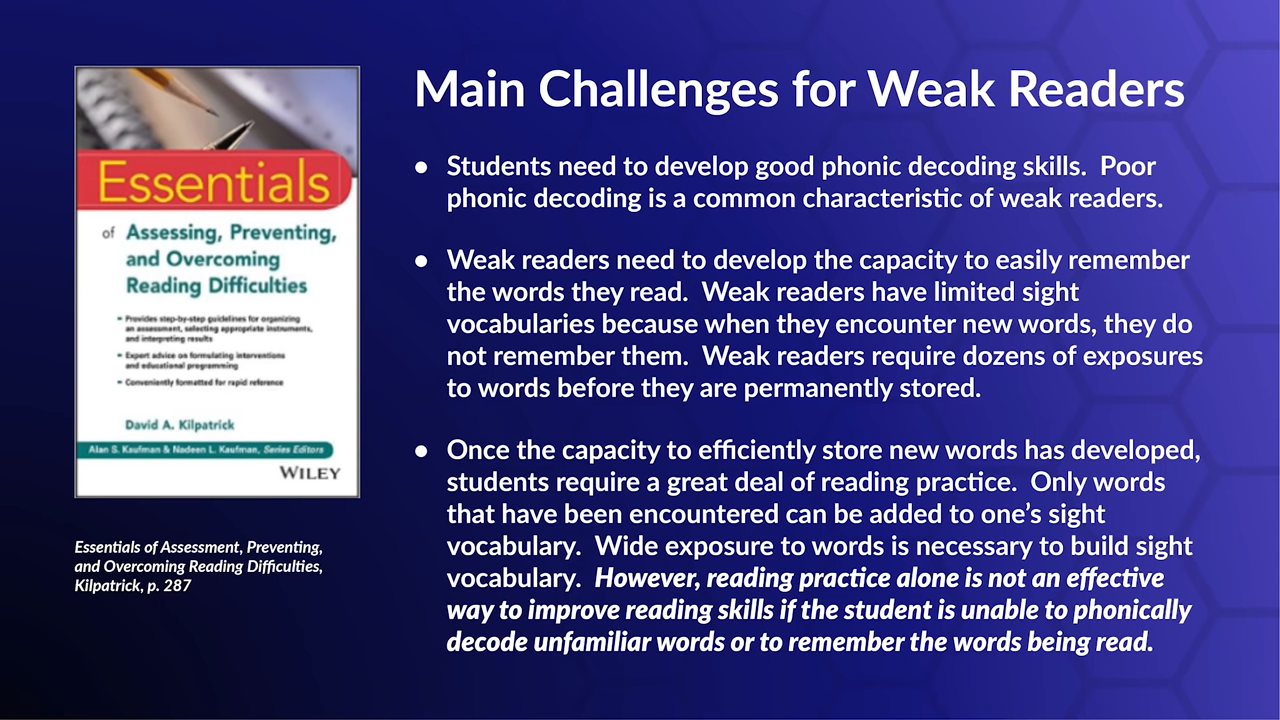 Main Challenges for Weak Readers
• Students need to develop good phonic decoding skills.  Poor
phonic decoding is a common characteristic of weak readers.
• Weak readers need to develop the capacity to easily remember
the words they read.  Weak readers have limited sight
vocabularies because when they encounter new words, they do
not remember them.  Weak readers require dozens of exposures
to words before they are permanently stored.
• Once the capacity to efficiently store new words has developed,
students require a great deal of reading practice.  Only words
that have been encountered can be added to one’s sight
vocabulary.  Wide exposure to words is necessary to build sight
vocabulary.  However, reading practice alone is not an effective
way to improve reading skills if the student is unable to phonically
decode unfamiliar words or to remember the words being read.
Essentials
of Assessing, Preventing,
and Overcoming
Reading Difficulties
Provides step-by-step guidelines for organizing
an assessment, selecting appropriate instruments,
and interpreting results
Expert advice on formulating interventions
and educational programming
Conveniently formatted for rapid reference
David A. Kilpatrick
Alan S. Kaufman & Nadeen L. Kaufman, Series Editors
WILEY
Essentials of Assessment, Preventing,
and Overcoming Reading Difficulties,
Kilpatrick, p. 287